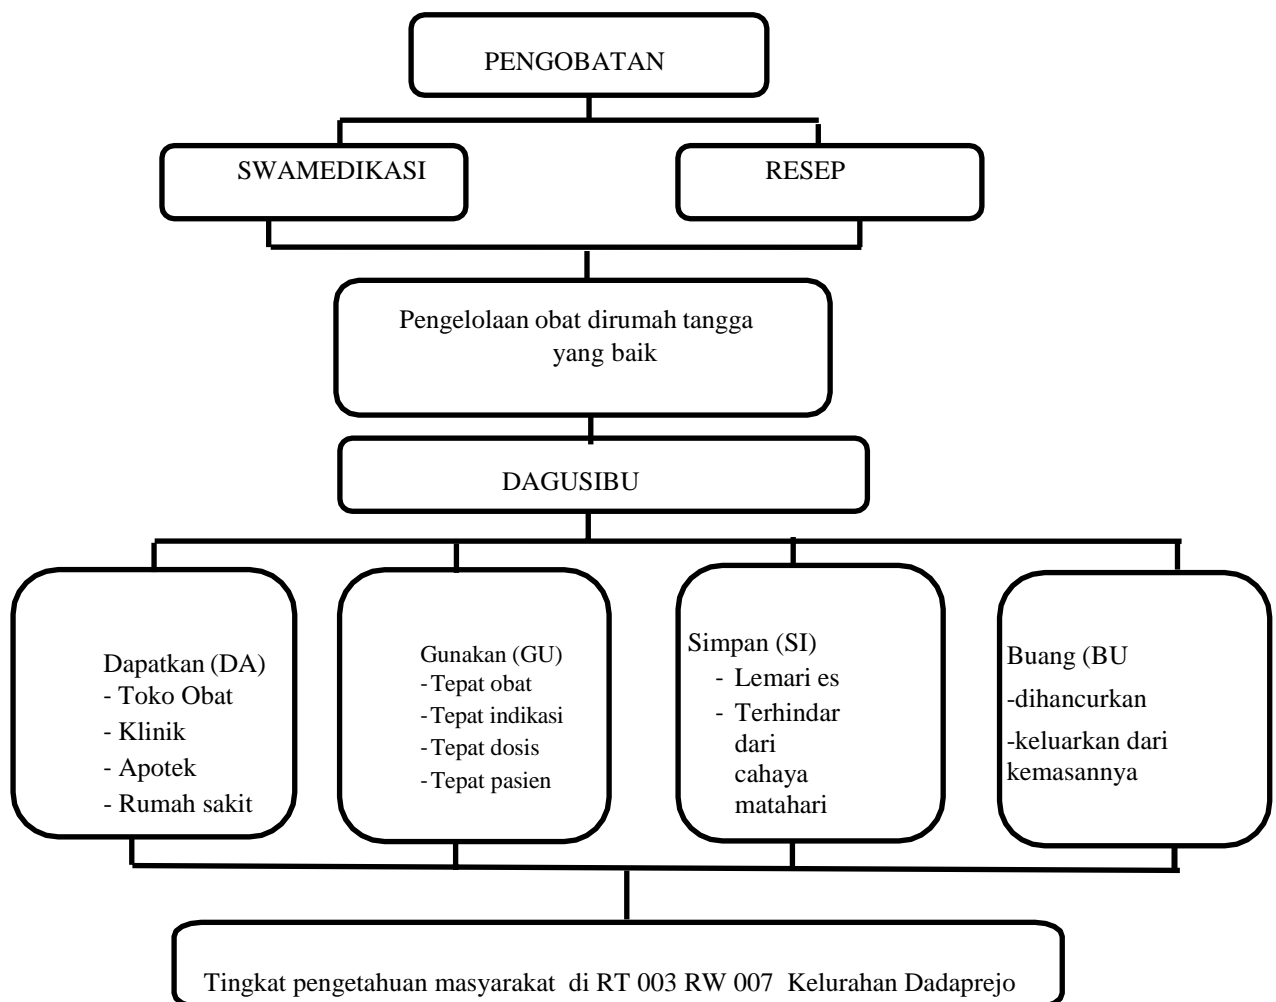 PENGOBATAN
SWAMEDIKASI
RESEP
Pengelolaan obat dirumah tangga
yang baik
DAGUSIBU
Dapatkan (DA)
- Toko Obat
- Klinik
- Apotek
- Rumah sakit
Gunakan (GU)
- Tepat obat
- Tepat indikasi
- Tepat dosis
- Tepat pasien
Simpan (SI)
- Lemari es
- Terhindar
dari
cahaya
matahari
Buang (BU
-dihancurkan
-keluarkan dari
kemasannya
Tingkat pengetahuan masyarakat di RT 003 RW 007 Kelurahan Dadaprejo